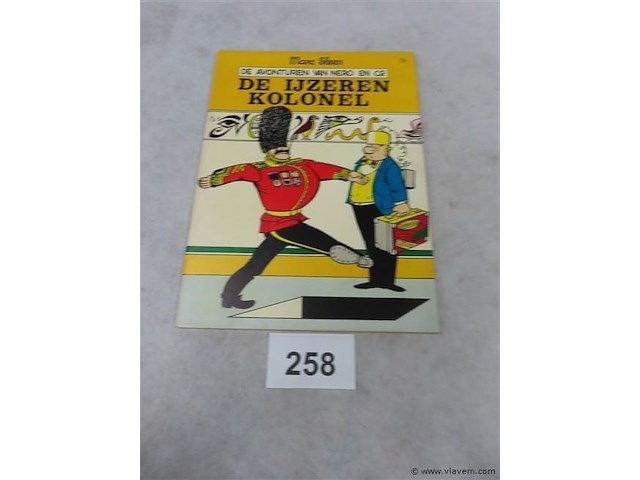 Marc Sleen
DE AVONTUREN VAN NERO EN CO
DE IJZEREN
KOLONEL
258
© www.vlavem.com